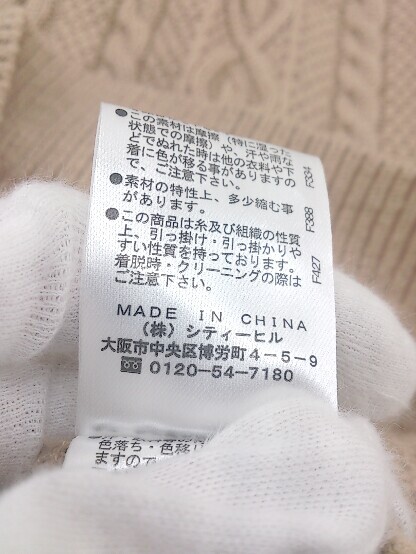 ●この素材は摩擦（特に湿った
状態での摩擦）や、汗や雨な
どでぬれた時は他の衣料や下
着に色が移る事がありますの
で、ご注意下さい。
●素材の特性上、多少縮む事
があります。
●この商品は糸及び組織の性質
上、引っ掛け・引っ掛かりや
すい性質を持っております。
着脱時・クリーニングの際は
ご注意下さい。
F388
FA27
MADE IN CHINA
（株）シティーヒル
大阪市中央区博労町4-5-9
0120-54-7180
色落ち・色移り
ますので